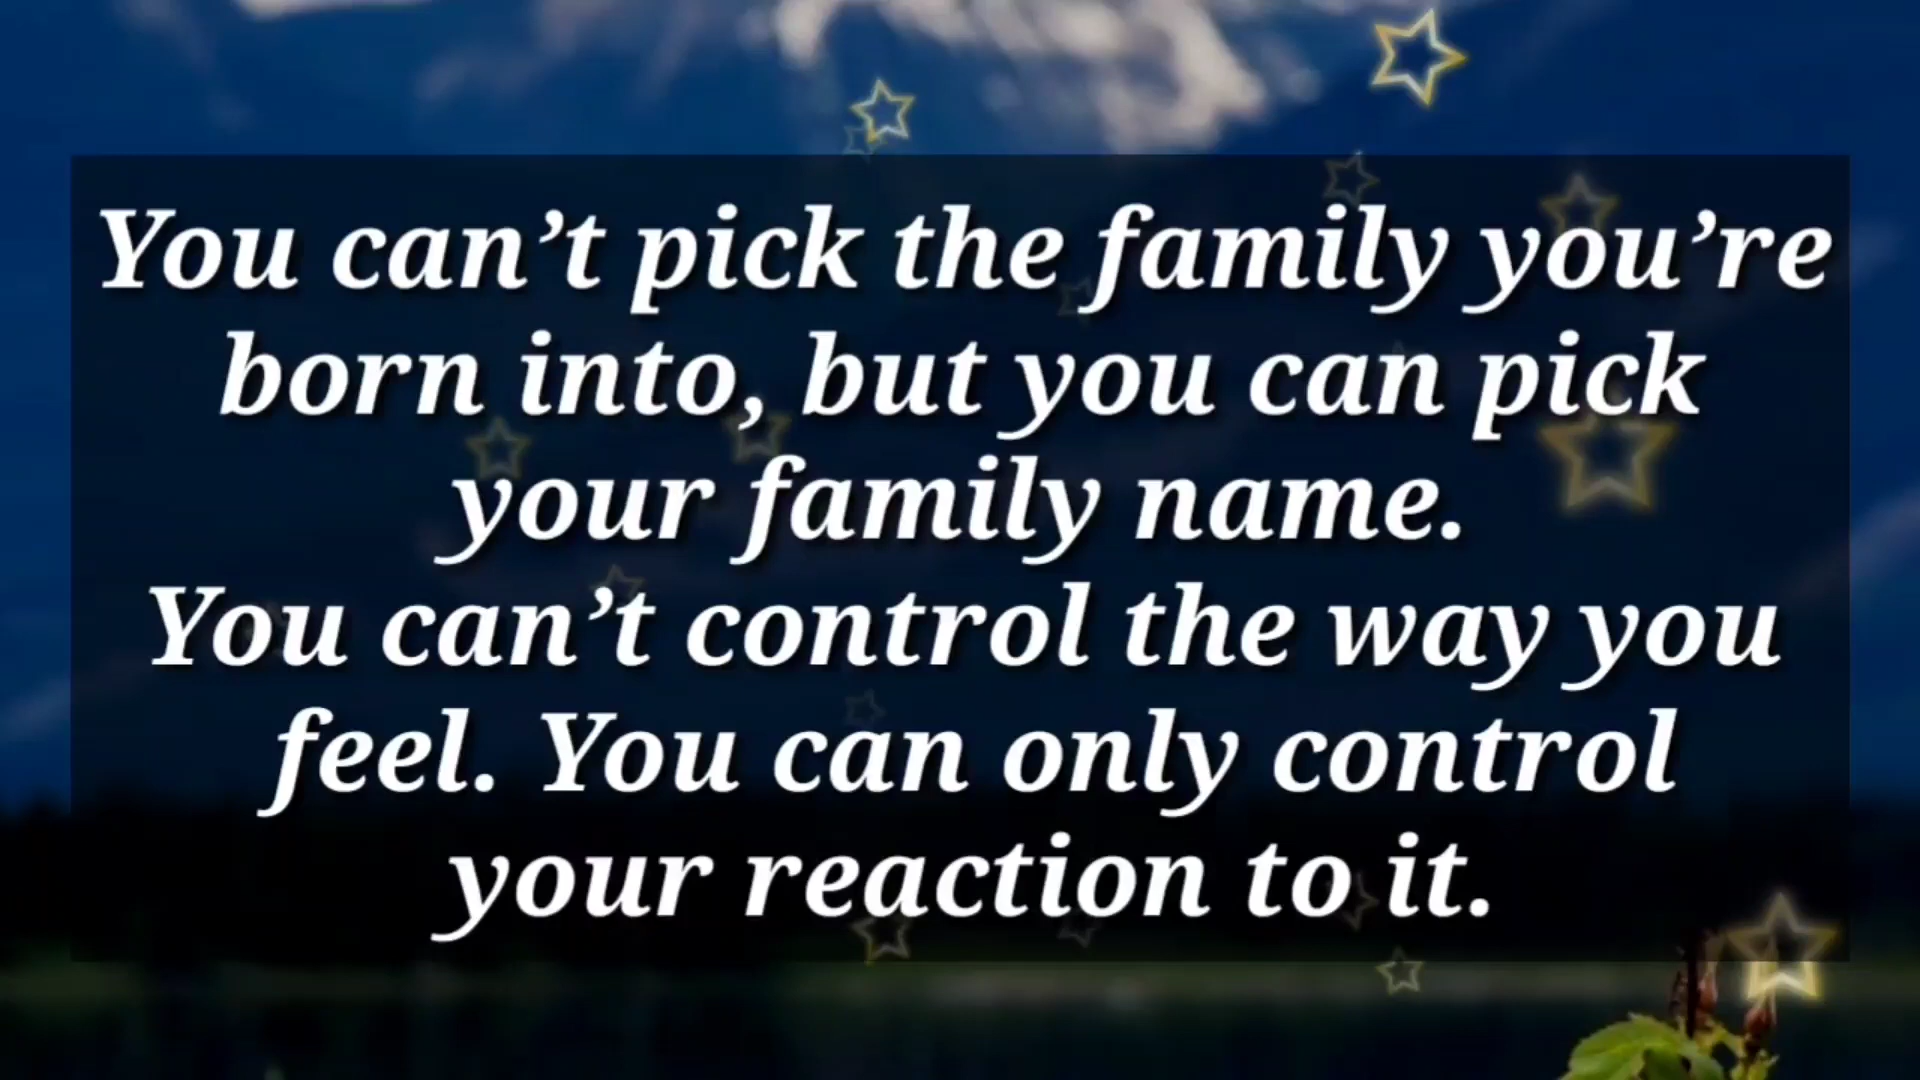 You can’t pick the family you’re
born into, but you can pick
your family name.
You can’t control the way you
feel. You can only control
your reaction to it.